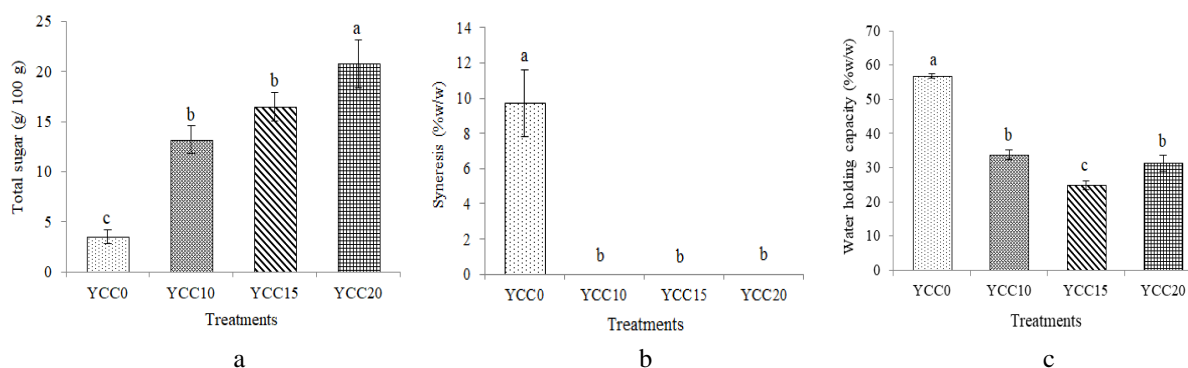 Total sugar (g/ 100 g)
25
20
15
10
5
0
c
b
b
a
YCC0 YCC10 YCC15 YCC20
Treatments
a
Syneresis (%w/w)
14
12
10
8
6
4
2
0
a
b
b
b
YCC0 YCC10 YCC15 YCC20
Treatments
b
Water holding capacity (%w/w)
70
60
50
40
30
20
10
0
a
b
c
b
YCC0 YCC10 YCC15 YCC20
Treatments
c